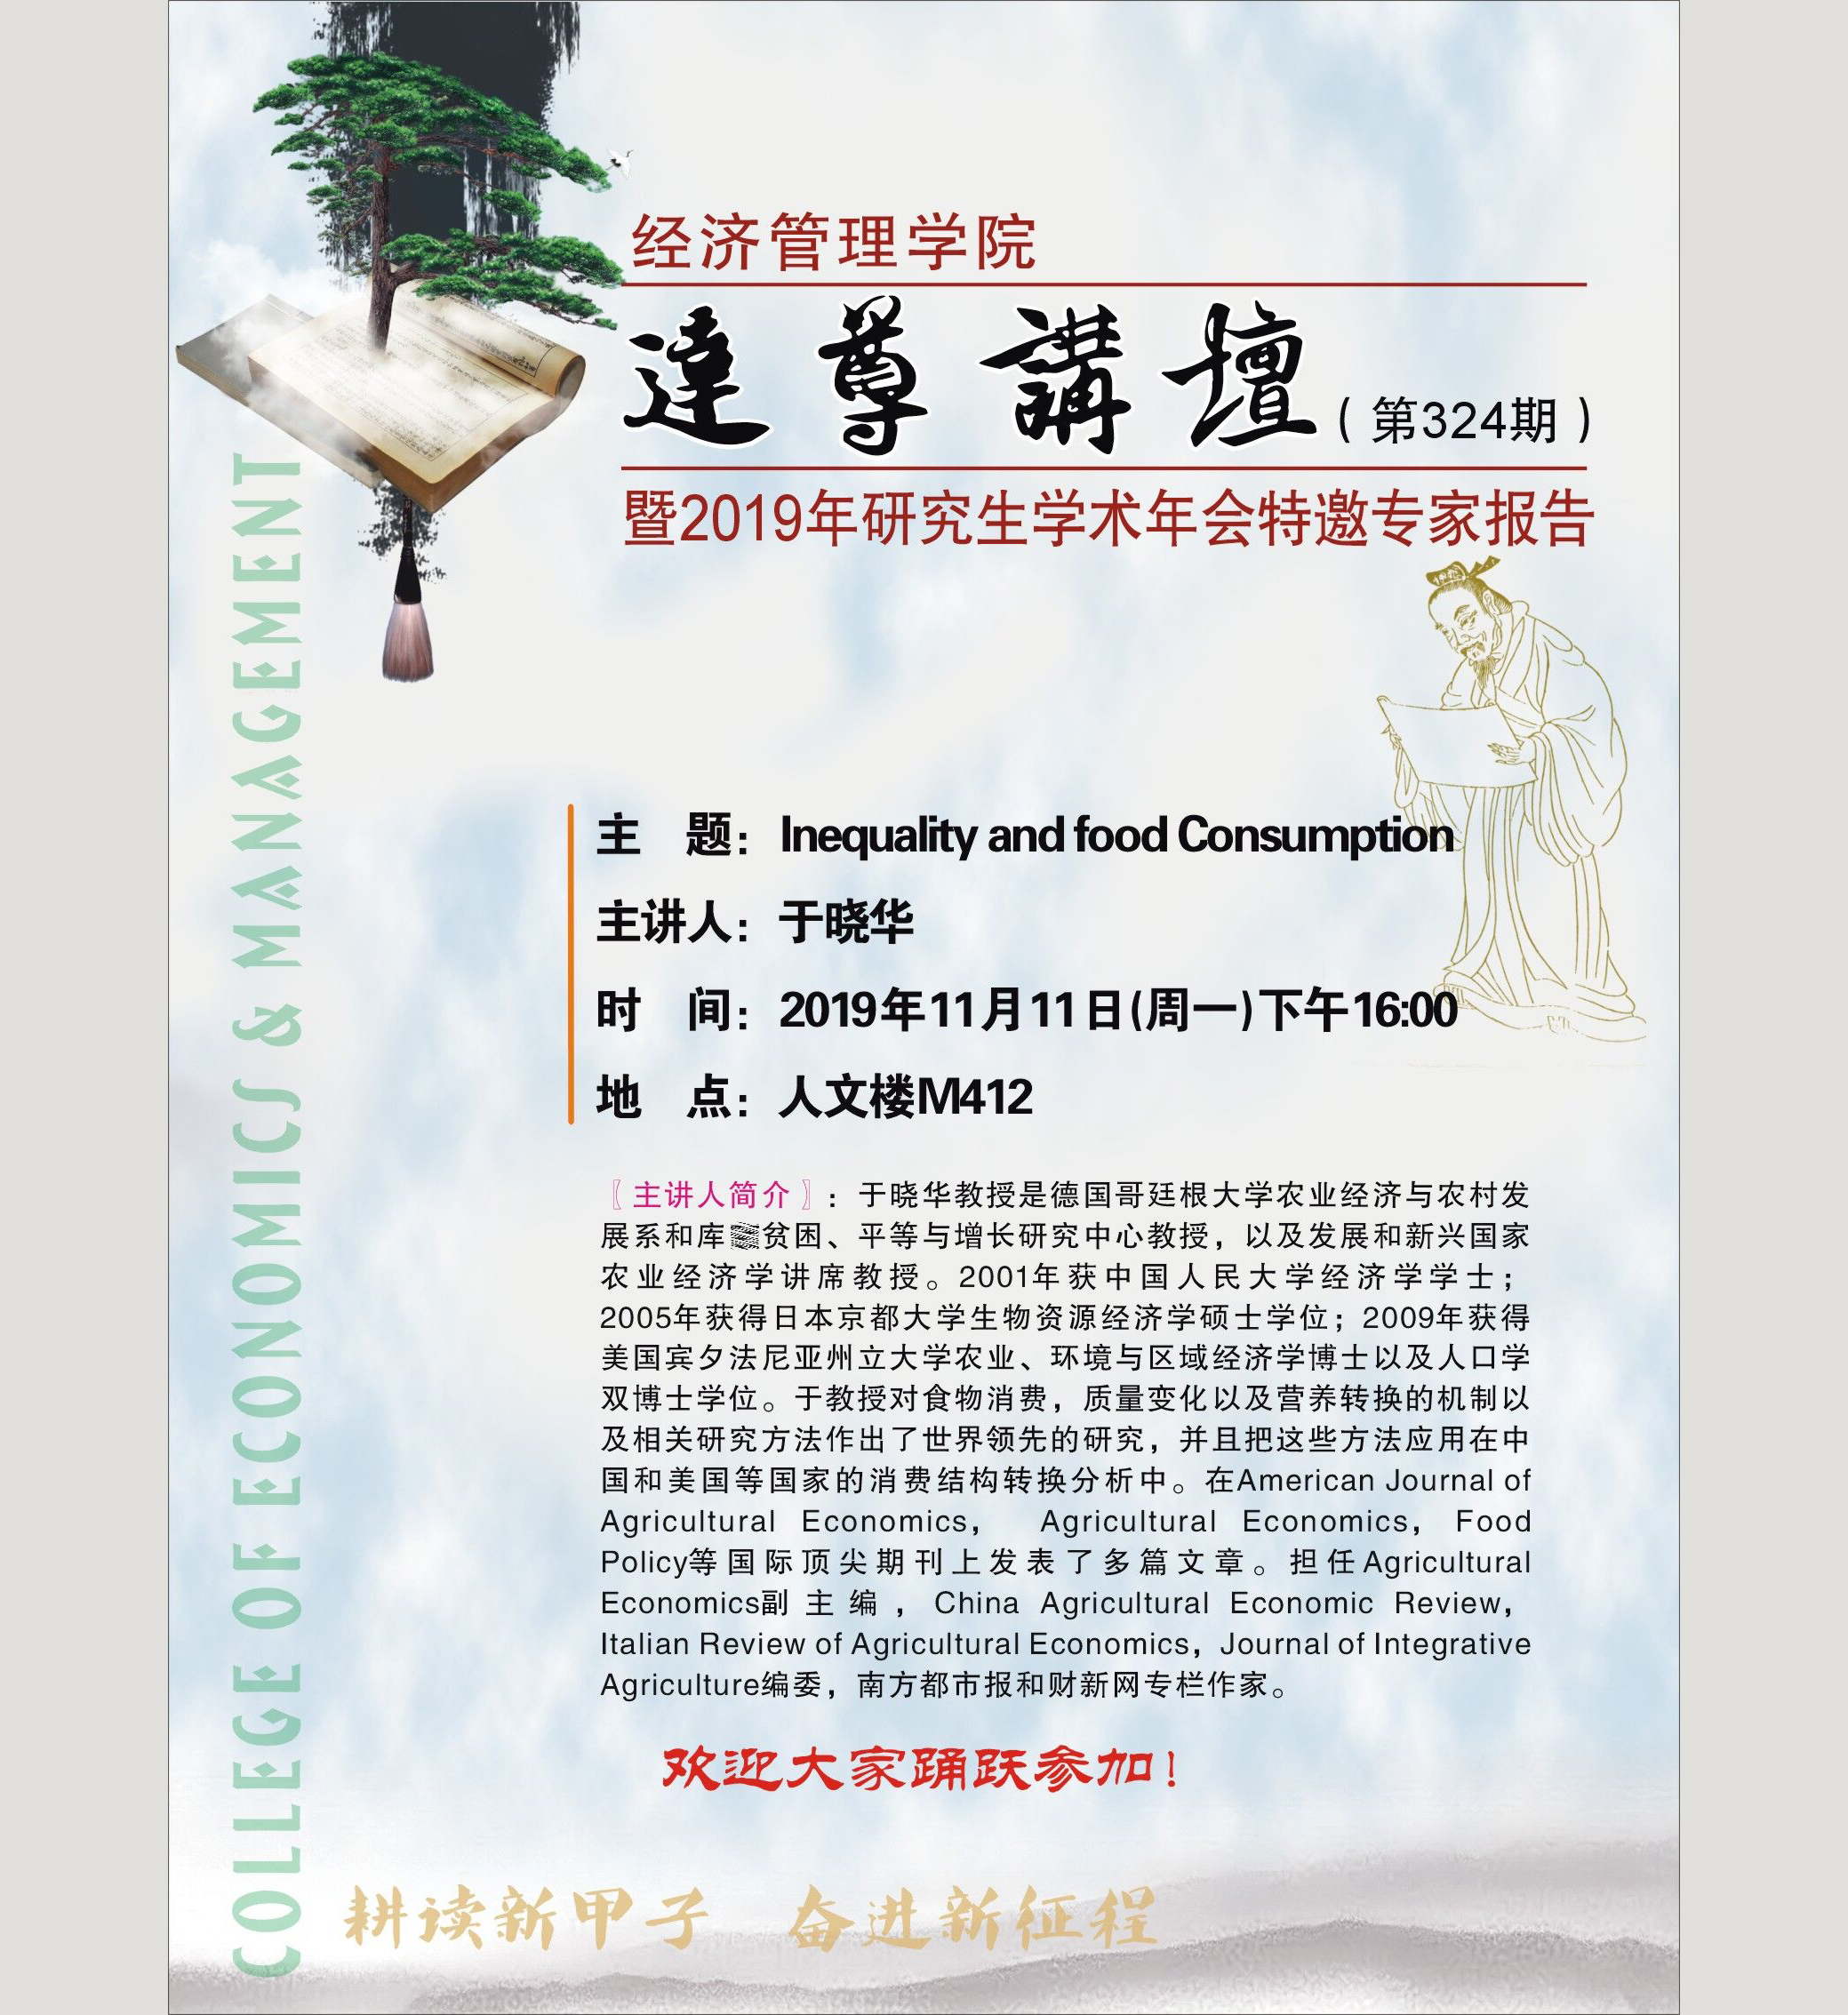 经济管理学院
達尊講壇（第324期）
暨2019年研究生学术年会特邀专家报告
COLLEGE OF ECONOMICS & MANAGEMENT
主 题：Inequality and food Consumption
主讲人：于晓华
时 间：2019年11月11日(周一)下午16:00
地 点：人文楼M412
〖主讲人简介〗：于晓华教授是德国哥廷根大学农业经济与农村发
展系和库贫困、平等与增长研究中心教授，以及发展和新兴国家
农业经济学讲席教授。2001年获中国人民大学经济学学士；
2005年获得日本京都大学生物资源经济学硕士学位；2009年获得
美国宾夕法尼亚州立大学农业、环境与区域经济学博士以及人口学
双博士学位。于教授对食物消费，质量变化以及营养转换的机制以
及相关研究方法作出了世界领先的研究，并且把这些方法应用在中
国和美国等国家的消费结构转换分析中。在American Journal of
Agricultural Economics， Agricultural Economics，Food
Policy等国际顶尖期刊上发表了多篇文章。担任Agricultural
Economics副主编，China Agricultural Economic Review，
Italian Review of Agricultural Economics，Journal of Integrative
Agriculture编委，南方都市报和财新网专栏作家。
欢迎大家踊跃参加！
耕读新甲子 奋进新征程